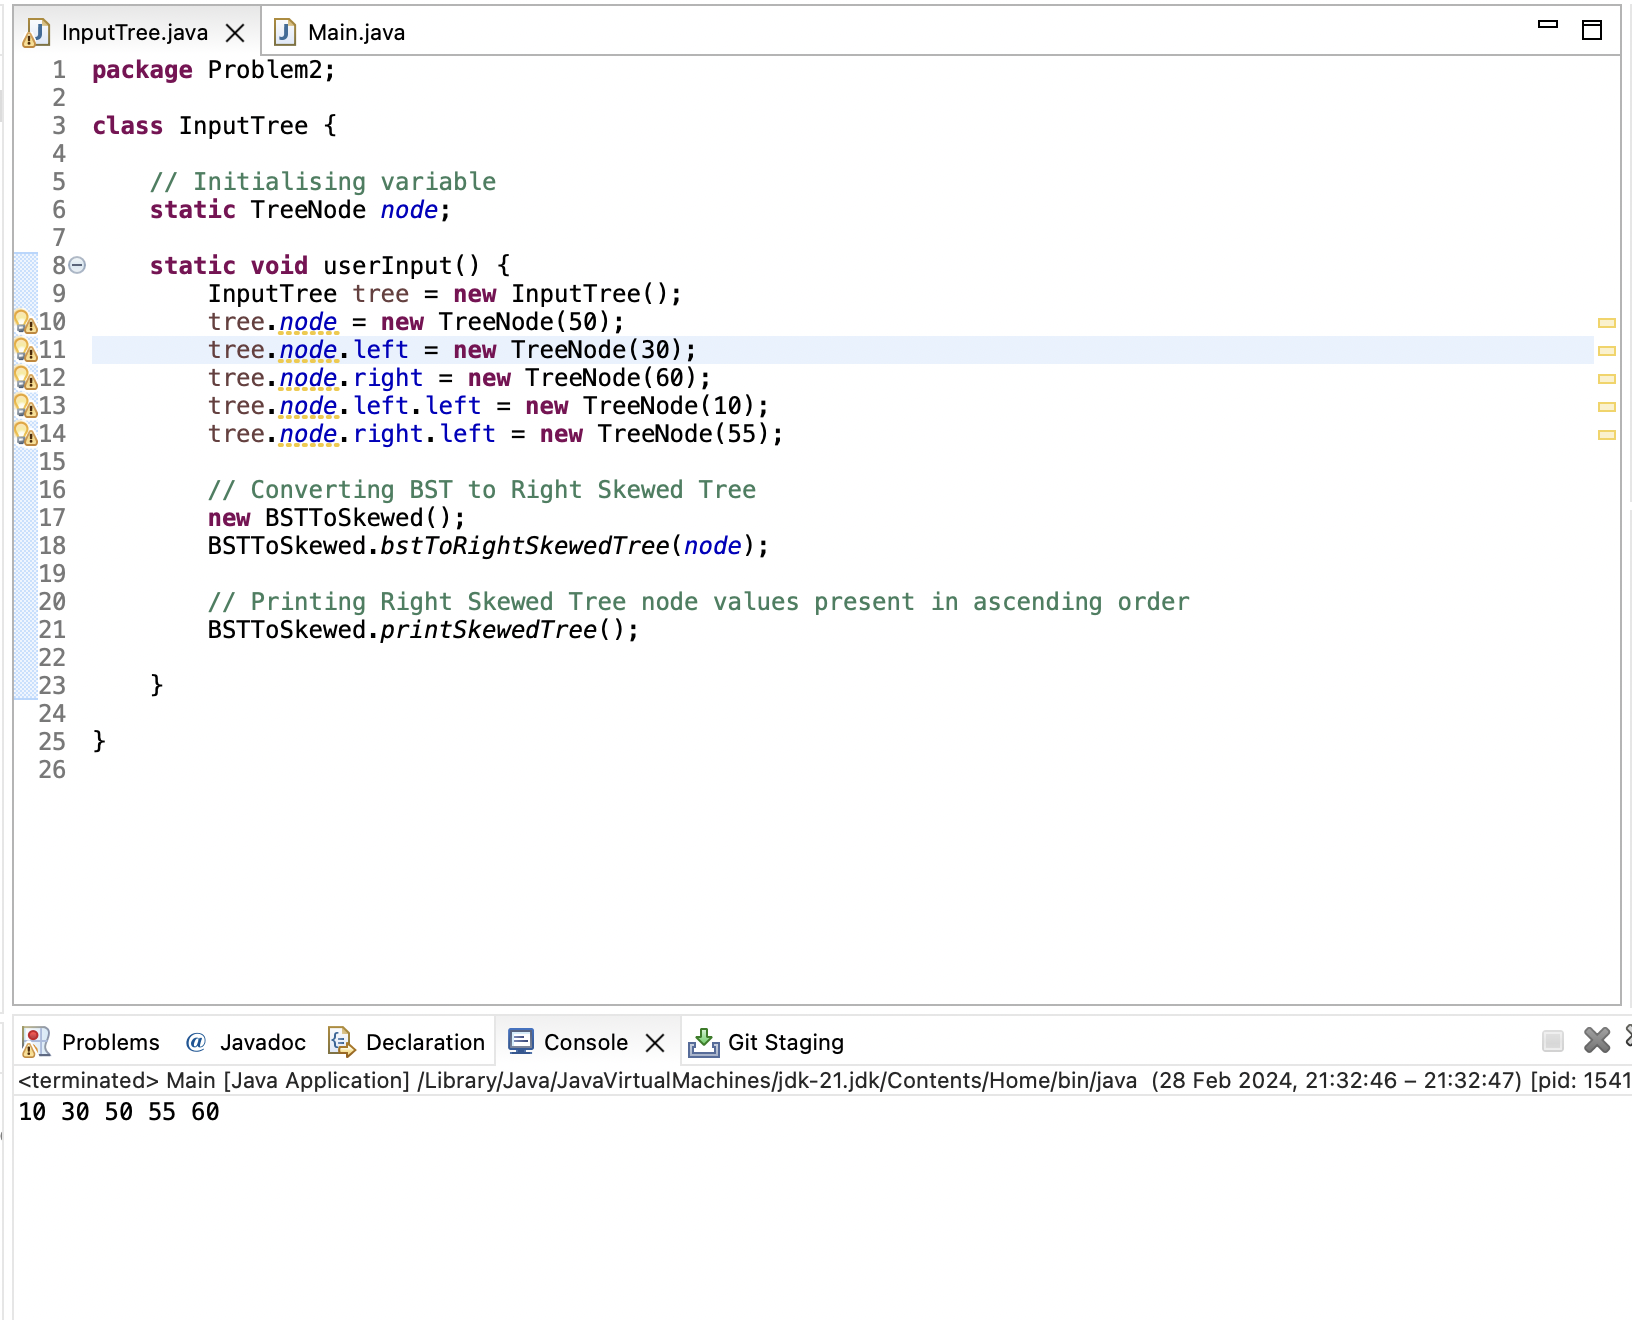 InputTree.java Main.java
1 package Problem2;
2
3 class InputTree {
4
5 // Initialising variable
6 static TreeNode node;
7
8 static void userInput() {
9 InputTree tree = new InputTree();
10 tree.node = new TreeNode(50);
11 tree.node.left = new TreeNode(30);
12 tree.node.right = new TreeNode(60);
13 tree.node.left.left = new TreeNode(10);
14 tree.node.right.left = new TreeNode(55);
15
16 // Converting BST to Right Skewed Tree
17 new BSTToSkewed();
18 BSTToSkewed.bstToRightSkewedTree(node);
19
20 // Printing Right Skewed Tree node values present in ascending order
21 BSTToSkewed.printSkewedTree();
22
23 }
24
25 }
26
Problems @ Javadoc Declaration Console Git Staging
<terminated> Main [Java Application] /Library/Java/JavaVirtualMachines/jdk-21.jdk/Contents/Home/bin/java (28 Feb 2024, 21:32:46 – 21:32:47) [pid: 1541
10 30 50 55 60